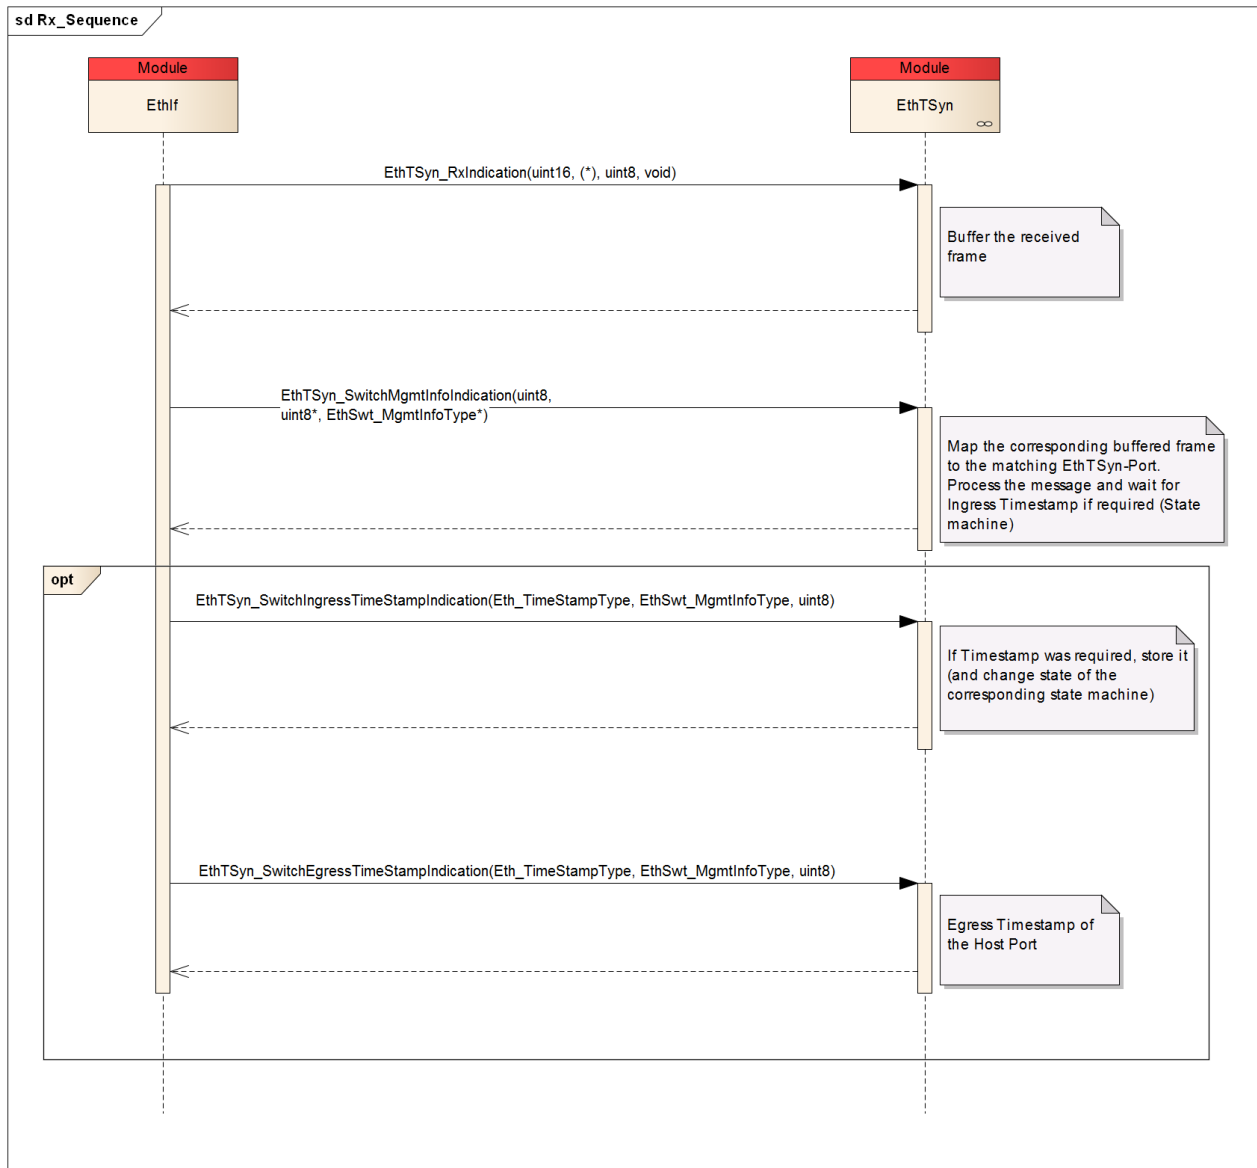 sd Rx_Sequence
Module
EthIf
Module
EthTSyn
EthTSyn_RxIndication(uint16, (*), uint8, void)
Buffer the received
frame
EthTSyn_SwitchMgmtInfoIndication(uint8,
uint8*, EthSwt_MgmtInfoType*)
Map the corresponding buffered frame
to the matching EthTSyn-Port.
Process the message and wait for
Ingress Timestamp if required (State
machine)
opt
EthTSyn_SwitchIngressTimeStampIndication(Eth_TimeStampType, EthSwt_MgmtInfoType, uint8)
If Timestamp was required, store it
(and change state of the
corresponding state machine)
EthTSyn_SwitchEgressTimeStampIndication(Eth_TimeStampType, EthSwt_MgmtInfoType, uint8)
Egress Timestamp of
the Host Port